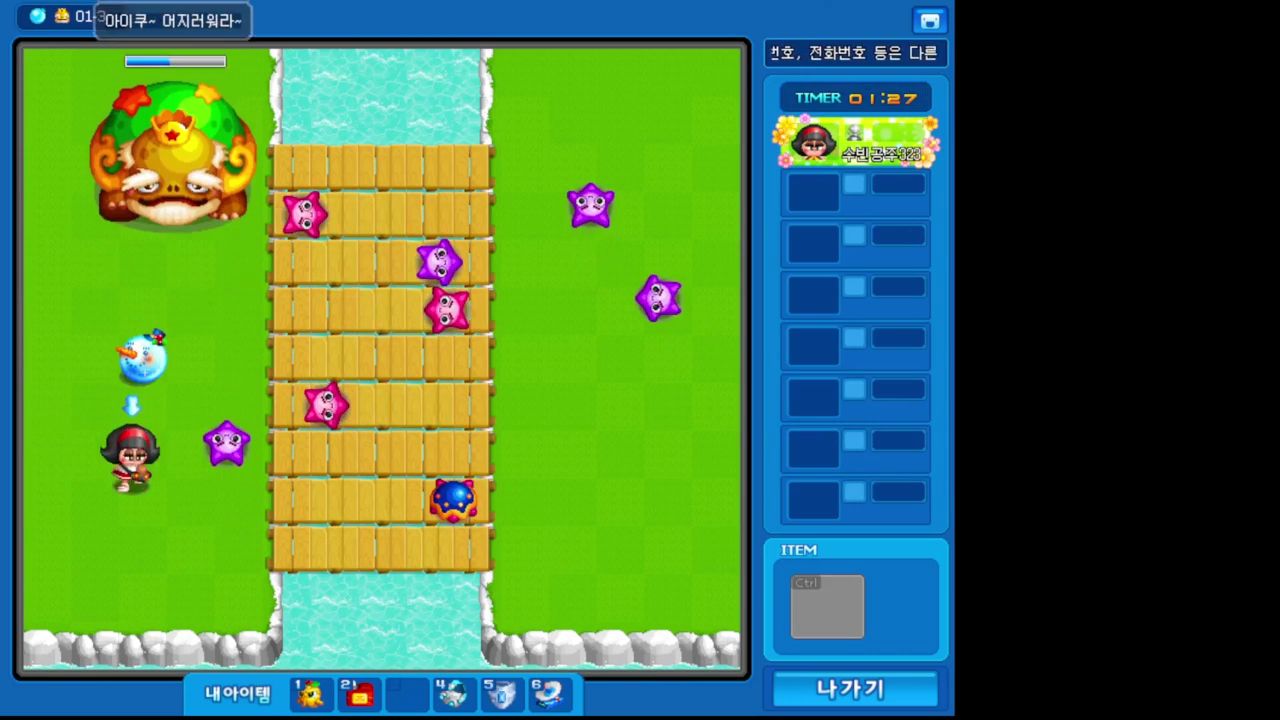 01-3
아이쿠~ 어지러워라~
번호, 전화번호 등은 다른
TIMER 01:27
수빈공주323
ITEM
Ctrl
내아이템
1
2
4
5
6
나가기